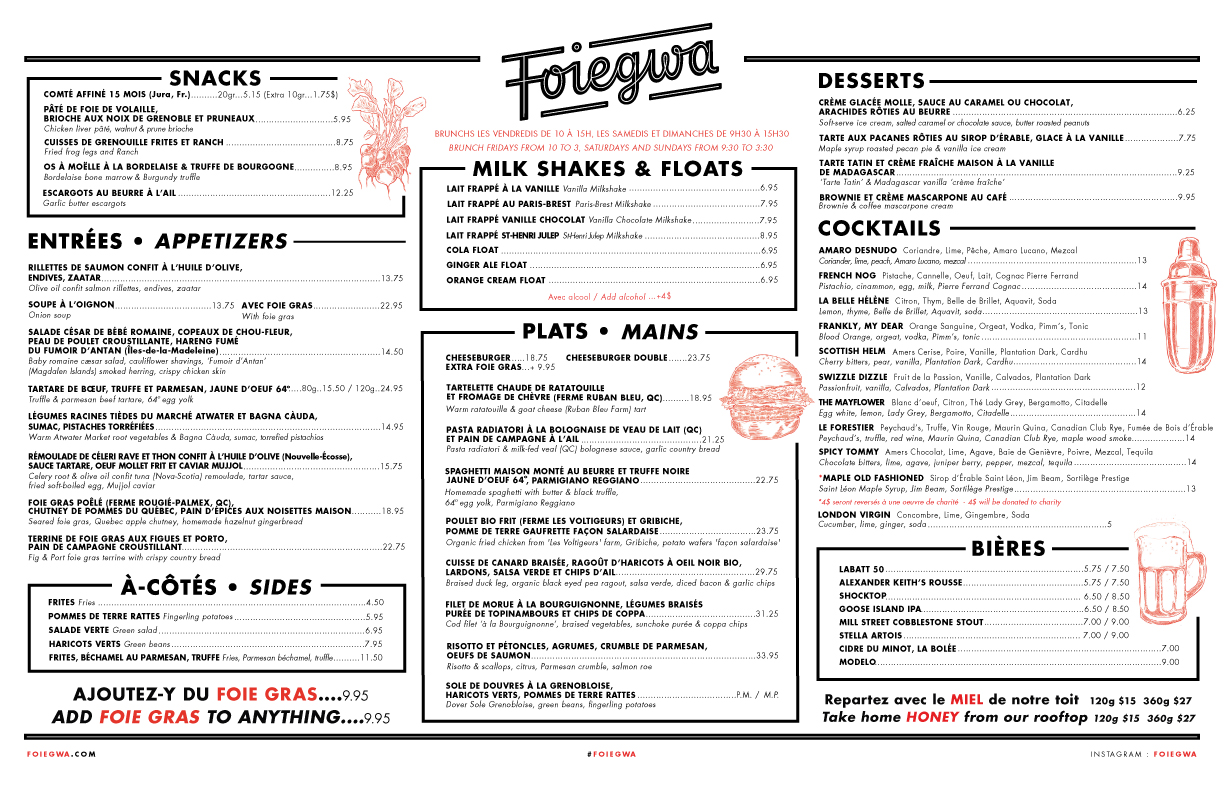 Foiegwa
BRUNCHS LES VENDREDIS DE 10 À 15H, LES SAMEDIS ET DIMANCHES DE 9H30 À 15H30
BRUNCH FRIDAYS FROM 10 TO 3, SATURDAYS AND SUNDAYS FROM 9:30 TO 3:30
SNACKS
COMTÉ AFFINÉ 15 MOIS (Jura, Fr.)..........20gr...5.15 (Extra 10gr...1.75$)
PÂTÉ DE FOIE DE VOLAILLE,
BRIOCHE AUX NOIX DE GRENOBLE ET PRUNEAUX...5.95
Chicken liver pâté, walnut & prune brioche
CUISSES DE GRENOUILLE FRITES ET RANCH ...8.75
Fried frog legs and Ranch
OS À MOËLLE À LA BORDELAISE & TRUFFE DE BOURGOGNE...8.95
Bordelaise bone marrow & Burgundy truffle
ESCARGOTS AU BEURRE À L'AIL...12.25
Garlic butter escargots
ENTRÉES • APPETIZERS
RILLETTES DE SAUMON CONFIT À L'HUILE D'OLIVE,
ENDIVES, ZAATAR...13.75
Olive oil confit salmon rillettes, endives, zaatar
SOUPE À L'OIGNON...13.75 AVEC FOIE GRAS...22.95
Onion soup With foie gras
SALADE CÉSAR DE BÉBÉ ROMAINE, COPEAUX DE CHOU-FLEUR,
PEAU DE POULET CROUSTILLANTE, HARENG FUMÉ
DU FUMOIR D'ANTAN (Îles-de-la-Madeleine)...14.50
Baby romaine cæsar salad, cauliflower shavings, 'Fumoir d'Antan'
(Magdalen Islands) smoked herring, crispy chicken skin
TARTARE DE BŒUF, TRUFFE ET PARMESAN, JAUNE D'OEUF 64°.....80g..15.50 / 120g..24.95
Truffle & parmesan beef tartare, 64° egg yolk
LÉGUMES RACINES TIÈDES DU MARCHÉ ATWATER ET BAGNA CÀUDA,
SUMAC, PISTACHES TORRÉFIÉES...14.95
Warm Atwater Market root vegetables & Bagna Càuda, sumac, torrefied pistachios
RÉMOULADE DE CÉLERI RAVE ET THON CONFIT À L'HUILE D'OLIVE (Nouvelle-Écosse),
SAUCE TARTARE, OEUF MOLLET FRIT ET CAVIAR MUJJOL...15.75
Celery root & olive oil confit tuna (Nova-Scotia) remoulade, tartar sauce,
fried soft-boiled egg, Mujjol caviar
FOIE GRAS POÊLÉ (FERME ROUGIÉ-PALMEX, QC),
CHUTNEY DE POMMES DU QUÉBEC, PAIN D'ÉPICES AUX NOISETTES MAISON...18.95
Seared foie gras, Quebec apple chutney, homemade hazelnut gingerbread
TERRINE DE FOIE GRAS AUX FIGUES ET PORTO,
PAIN DE CAMPAGNE CROUSTILLANT...22.75
Fig & Port foie gras terrine with crispy country bread
À-CÔTÉS • SIDES
FRITES Fries ...4.50
POMMES DE TERRE RATTES Fingerling potatoes...5.95
SALADE VERTE Green salad...6.95
HARICOTS VERTS Green beans...7.95
FRITES, BÉCHAMEL AU PARMESAN, TRUFFE Fries, Parmesan béchamel, truffle...11.50
AJOUTEZ-Y DU FOIE GRAS....9.95
ADD FOIE GRAS TO ANYTHING....9.95
MILK SHAKES & FLOATS
LAIT FRAPPÉ À LA VANILLE Vanilla Milkshake ...6.95
LAIT FRAPPÉ AU PARIS-BREST Paris-Brest Milkshake...7.95
LAIT FRAPPÉ VANILLE CHOCOLAT Vanilla Chocolate Milkshake...7.95
LAIT FRAPPÉ ST-HENRI JULEP St-Henri Julep Milkshake ...8.95
COLA FLOAT ...6.95
GINGER ALE FLOAT ...6.95
ORANGE CREAM FLOAT ...6.95
Avec alcool / Add alcohol ...+4$
PLATS • MAINS
CHEESEBURGER.....18.75 CHEESEBURGER DOUBLE.......23.75
EXTRA FOIE GRAS...+ 9.95
TARTELETTE CHAUDE DE RATATOUILLE
ET FROMAGE DE CHÈVRE (FERME RUBAN BLEU, QC)...18.95
Warm ratatouille & goat cheese (Ruban Bleu Farm) tart
PASTA RADIATORI À LA BOLONAISE DE VEAU DE LAIT (QC)
ET PAIN DE CAMPAGNE À L'AIL ...21.25
Pasta radiatori & milk-fed veal (QC) bolognese sauce, garlic country bread
SPAGHETTI MAISON MONTÉ AU BEURRE ET TRUFFE NOIRE
JAUNE D'OEUF 64°, PARMIGIANO REGGIANO...22.75
Homemade spaghetti with butter & black truffle,
64° egg yolk, Parmigiano Reggiano
POULET BIO FRIT (FERME LES VOLTIGEURS) ET GRIBICHE,
POMME DE TERRE GAUFRETTE FAÇON SALARDAISE...23.75
Organic fried chicken from 'Les Voltigeurs' farm, Gribiche, potato wafers 'façon salardaise'
CUISSE DE CANARD BRAISÉE, RAGOÛT D'HARICOTS À OEIL NOIR BIO,
LARDONS, SALSA VERDE ET CHIPS D'AIL...29.75
Braised duck leg, organic black eyed pea ragout, salsa verde, diced bacon & garlic chips
FILET DE MORUE À LA BOURGUIGNONNE, LÉGUMES BRAISÉS
PURÉE DE TOPINAMBOURS ET CHIPS DE COPPA...31.25
Cod filet 'à la Bourguignonne', braised vegetables, sunchoke purée & coppa chips
RISOTTO ET PÉTONCLES, AGRUMES, CRUMBLE DE PARMESAN,
OEUFS DE SAUMON...33.95
Risotto & scallops, citrus, Parmesan crumble, salmon roe
SOLE DE DOUVRES À LA GRENOBLOISE,
HARICOTS VERTS, POMMES DE TERRE RATTES...P.M. / M.P.
Dover Sole Grenobloise, green beans, fingerling potatoes
DESSERTS
CRÈME GLACÉE MOLLE, SAUCE AU CARAMEL OU CHOCOLAT,
ARACHIDES RÔTIES AU BEURRE ...6.25
Soft-serve ice cream, salted caramel or chocolate sauce, butter roasted peanuts
TARTE AUX PACANES RÔTIES AU SIROP D'ÉRABLE, GLACE À LA VANILLE...7.75
Maple syrup roasted pecan pie & vanilla ice cream
TARTE TATIN ET CRÈME FRAÎCHE MAISON À LA VANILLE
DE MADAGASCAR...9.25
'Tarte Tatin' & Madagascar vanilla 'crème fraîche'
BROWNIE ET CRÈME MASCARPONE AU CAFÉ ...9.95
Brownie & coffee mascarpone cream
COCKTAILS
AMARO DESNUDO Coriandre, Lime, Pêche, Amaro Lucano, Mezcal
Coriander, lime, peach, Amaro Lucano, mezcal ...13
FRENCH NOG Pistache, Cannelle, Oeuf, Lait, Cognac Pierre Ferrand
Pistachio, cinammon, egg, milk, Pierre Ferrand Cognac...14
LA BELLE HÉLÈNE Citron, Thym, Belle de Brillet, Aquavit, Soda
Lemon, thyme, Belle de Brillet, Aquavit, soda...13
FRANKLY, MY DEAR Orange Sanguine, Orgeat, Vodka, Pimm's, Tonic
Blood Orange, orgeat, vodka, Pimm's, tonic...11
SCOTTISH HELM Amers Cerise, Poire, Vanille, Plantation Dark, Cardhu
Cherry bitters, pear, vanilla, Plantation Dark, Cardhu...14
SWIZZLE DIZZLE Fruit de la Passion, Vanille, Calvados, Plantation Dark
Passionfruit, vanilla, Calvados, Plantation Dark...12
THE MAYFLOWER Blanc d'oeuf, Citron, Thé Lady Grey, Bergamotto, Citadelle
Egg white, lemon, Lady Grey, Bergamotto, Citadelle...14
LE FORESTIER Peychaud's, Truffe, Vin Rouge, Maurin Quina, Canadian Club Rye, Fumée de Bois d'Érable
Peychaud's, truffle, red wine, Maurin Quina, Canadian Club Rye, maple wood smoke...14
SPICY TOMMY Amers Chocolat, Lime, Agave, Baie de Genièvre, Poivre, Mezcal, Tequila
Chocolate bitters, lime, agave, juniper berry, pepper, mezcal, tequila...14
*MAPLE OLD FASHIONED Sirop d'Érable Saint Léon, Jim Beam, Sortilège Prestige
Saint Léon Maple Syrup, Jim Beam, Sortilège Prestige...13
*4$ seront reversés à une oeuvre de charité - 4$ will be donated to charity
LONDON VIRGIN Concombre, Lime, Gingembre, Soda
Cucumber, lime, ginger, soda...5
BIÈRES
LABATT 50...5.75 / 7.50
ALEXANDER KEITH'S ROUSSE...5.75 / 7.50
SHOCKTOP...6.50 / 8.50
GOOSE ISLAND IPA...6.50 / 8.50
MILL STREET COBBLESTONE STOUT...7.00 / 9.00
STELLA ARTOIS...7.00 / 9.00
CIDRE DU MINOT, LA BOLÉE...7.00
MODELO...9.00
Repartez avec le MIEL de notre toit 120g $15 360g $27
Take home HONEY from our rooftop 120g $15 360g $27
FOIEGWA.COM
#FOIEGWA
INSTAGRAM : FOIEGWA